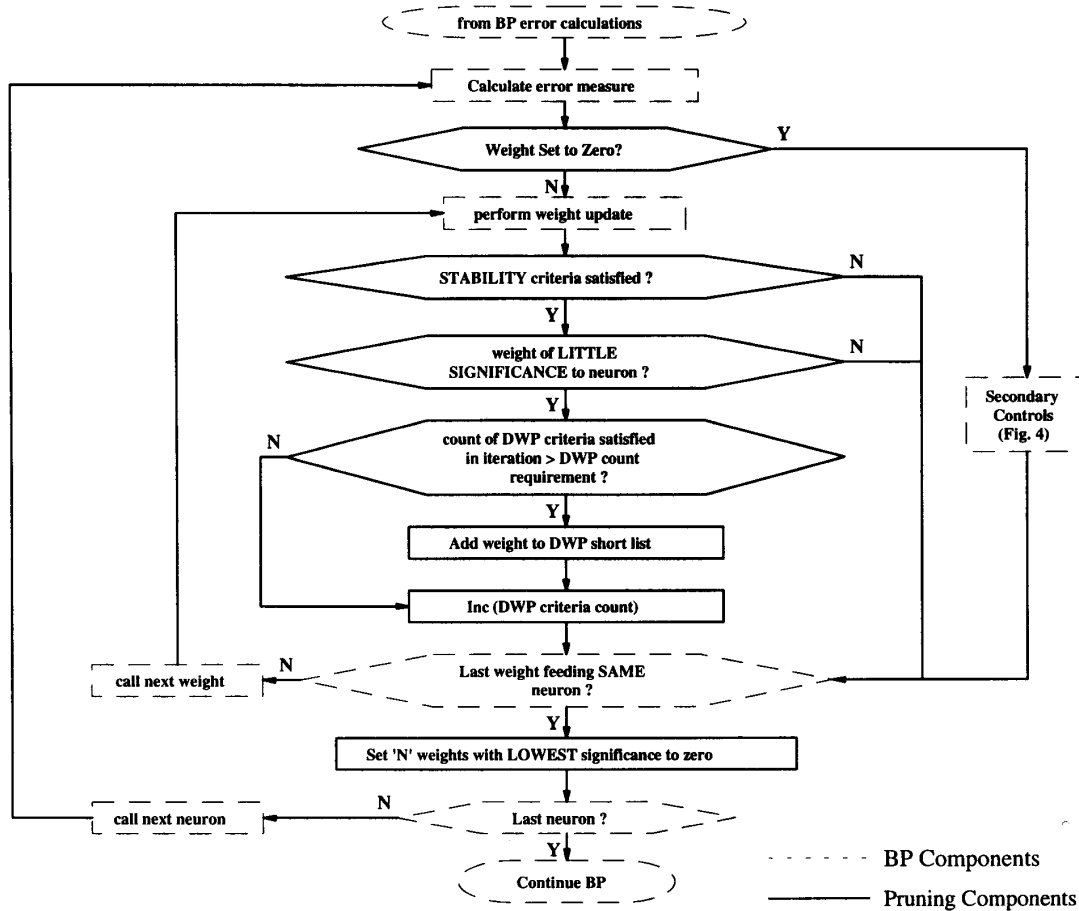 from BP error calculations
Calculate error measure
Y
Weight Set to Zero?
N
perform weight update
N
STABILITY criteria satisfied ?
Y
weight of LITTLE
SIGNIFICANCE to neuron ?
N
Y
Secondary
Controls
(Fig. 4)
N
count of DWP criteria satisfied
in iteration > DWP count
requirement ?
Y
Add weight to DWP short list
Inc (DWP criteria count)
call next weight
N
Last weight feeding SAME
neuron ?
Y
Set 'N' weights with LOWEST significance to zero
call next neuron
N
Last neuron ?
Y
Continue BP
BP Components
Pruning Components